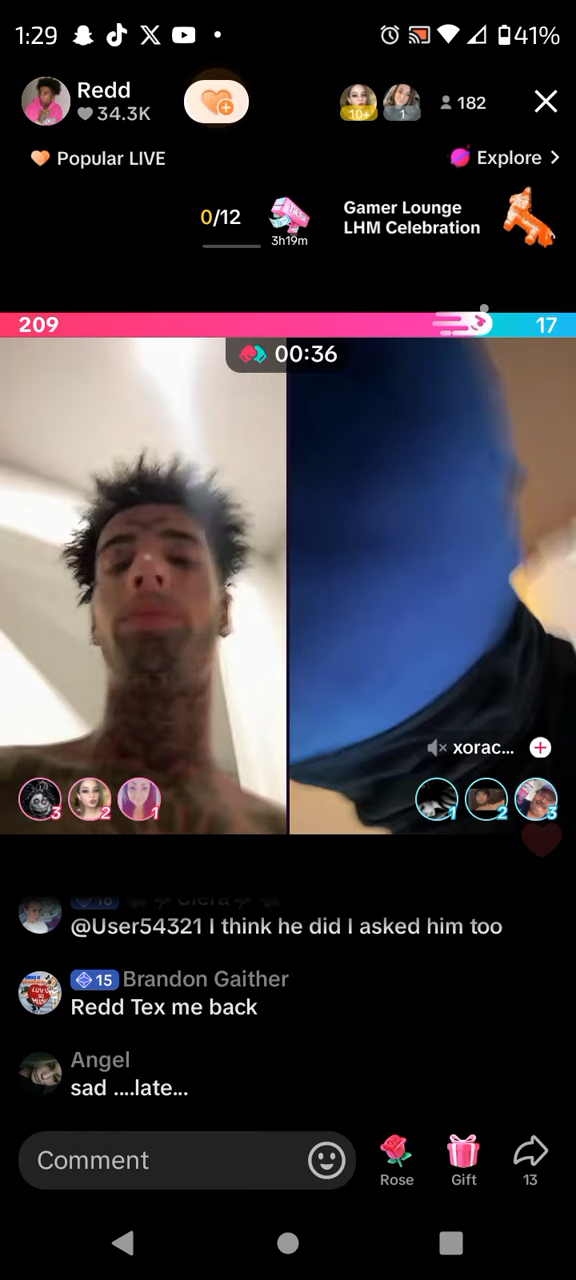 1:29
41%
Redd
34.3K
10+
1
182
Popular LIVE
Explore
0/12
3h19m
Gamer Lounge
LHM Celebration
209
17
00:36
xorac...
3
2
1
1
2
3
@User54321 I think he did I asked him too
15 Brandon Gaither
Redd Tex me back
Angel
sad ....late...
Comment
Rose
Gift
13